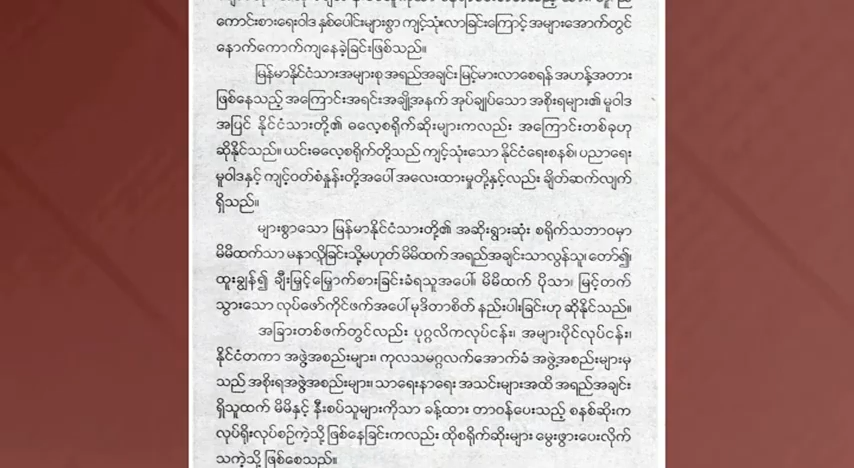 ကောင်းစားရေးဝါဒ နှစ်ပေါင်းများစွာ ကျင့်သုံးလာခြင်းကြောင့် အများအောက်တွင်
နောက်ကောက်ကျနေခဲ့ခြင်းဖြစ်သည်။
မြန်မာနိုင်ငံသားအများစု အရည်အချင်း မြင့်မားလာစေရန် အဟန့်အတား
ဖြစ်နေသည့် အကြောင်းအရင်းအချို့အနက် အုပ်ချုပ်သော အစိုးရများ၏ မူဝါဒ
အပြင် နိုင်ငံသားတို့၏ ဓလေ့စရိုက်ဆိုးများကလည်း အကြောင်းတစ်ခုဟု
ဆိုနိုင်သည်။ ယင်းဓလေ့စရိုက်တို့သည် ကျင့်သုံးသော နိုင်ငံရေးစနစ်၊ ပညာရေး
မူဝါဒနှင့် ကျင့်ဝတ်စံနှုန်းတို့အပေါ် အလေးထားမှုတို့နှင့်လည်း ချိတ်ဆက်လျက်
ရှိသည်။
များစွာသော မြန်မာနိုင်ငံသားတို့၏ အဆိုးရွားဆုံး စရိုက်သဘာဝမှာ
မိမိထက်သာ မနာလိုခြင်းသို့မဟုတ် မိမိထက် အရည်အချင်းသာလွန်သူ၊ တော်၍၊
ထူးချွန်၍ ချီးမြှင့်မြှောက်စားခြင်းခံရသူအပေါ်၊ မိမိထက် ပိုသာ၊ မြင့်တက်
သွားသော လုပ်ဖော်ကိုင်ဖက်အပေါ် မုဒိတာစိတ် နည်းပါးခြင်းဟု ဆိုနိုင်သည်။
အခြားတစ်ဖက်တွင်လည်း ပုဂ္ဂလိကလုပ်ငန်း၊ အများပိုင်လုပ်ငန်း၊
နိုင်ငံတကာ အဖွဲ့အစည်းများ၊ ကုလသမဂ္ဂလက်အောက်ခံ အဖွဲ့အစည်းများမှ
သည် အစိုးရအဖွဲ့အစည်းများ၊ သာရေးနာရေး အသင်းများအထိ အရည်အချင်း
ရှိသူထက် မိမိနှင့် နီးစပ်သူများကိုသာ ခန့်ထား တာဝန်ပေးသည့် စနစ်ဆိုးက
လုပ်ရိုးလုပ်စဉ်ကဲ့သို့ ဖြစ်နေခြင်းကလည်း ထိုစရိုက်ဆိုးများ မွေးဖွားပေးလိုက်
သကဲ့သို့ ဖြစ်စေသည်။